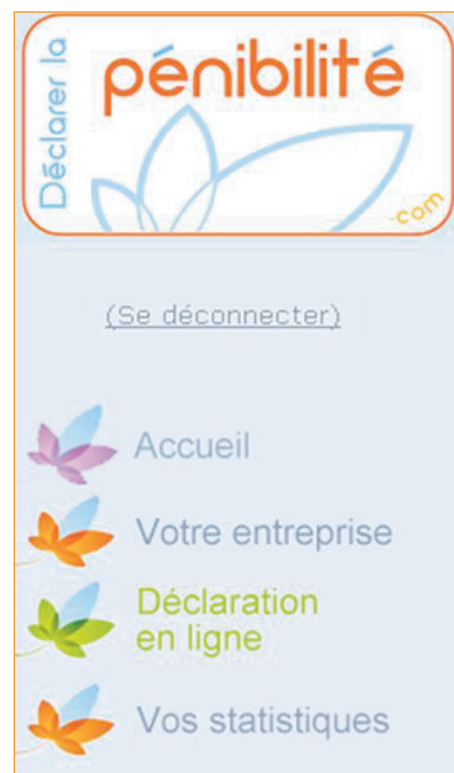 Déclarer la
pénibilité
.com
(Se déconnecter)
Accueil
Votre entreprise
Déclaration
en ligne
Vos statistiques